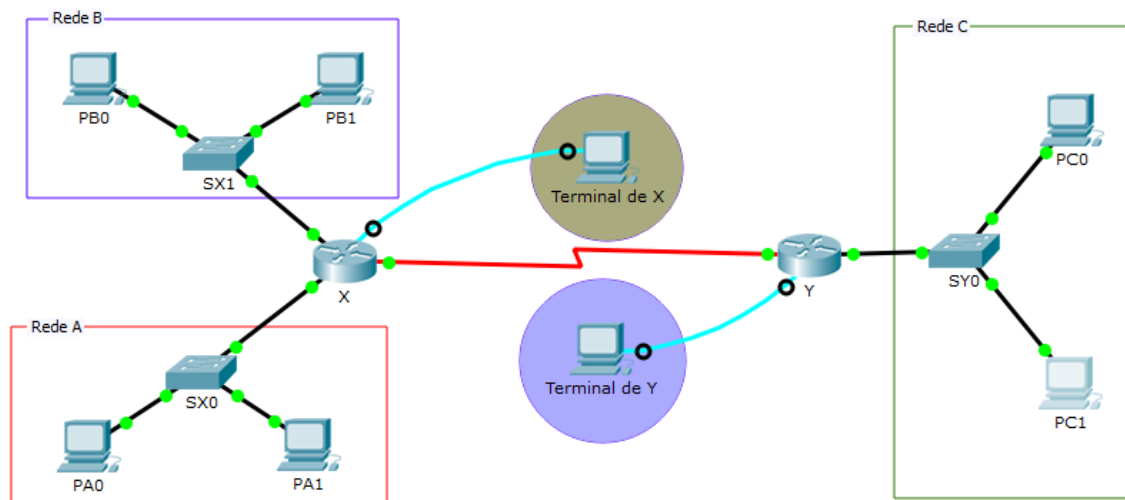 Rede B
PB0
PB1
SX1
Terminal de X
X
Rede A
SX0
PA0
PA1
Terminal de Y
Y
Rede C
PC0
SY0
PC1